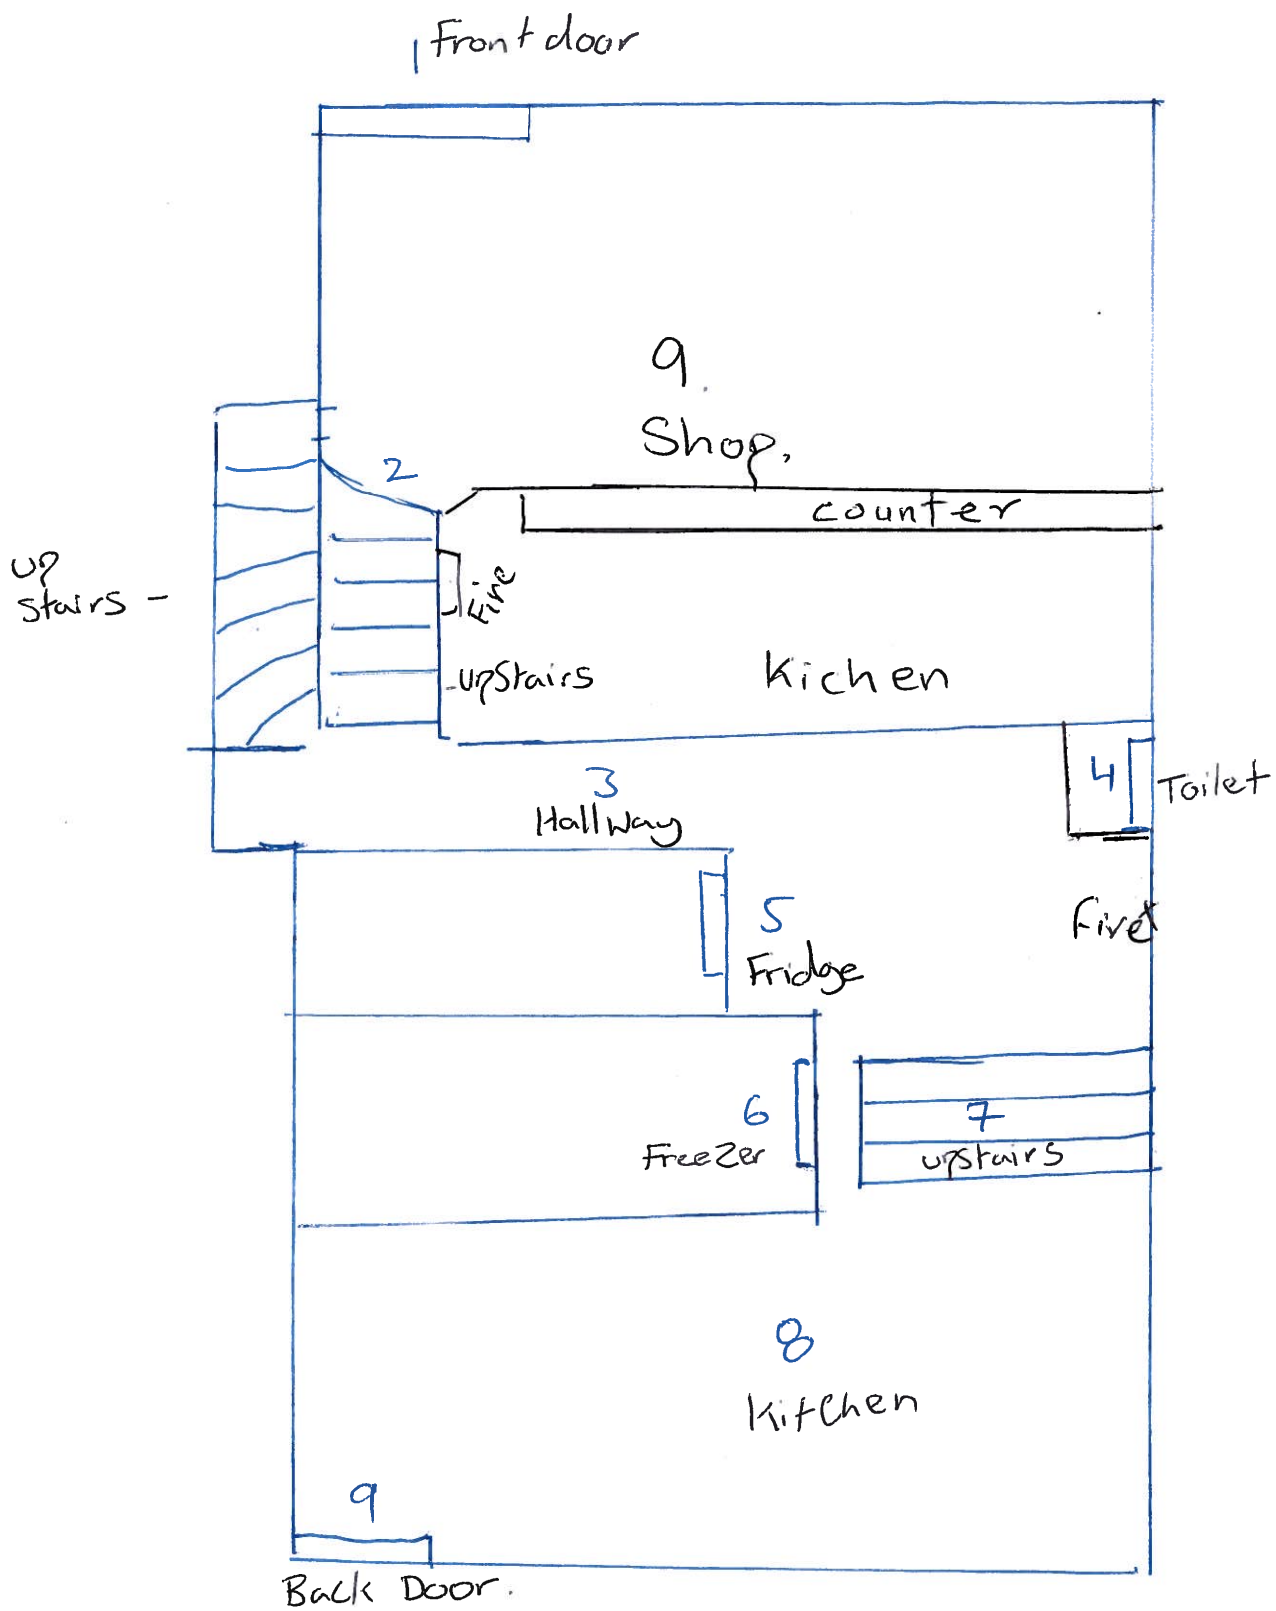 1 Front door
9.
Shop.
2
counter
up
stairs -
Fire
-upstairs
Kichen
3
Hallway
4
Toilet
5
Fridge
Fire
6
Freezer
7
upstairs
8
Kitchen
9
Back Door.